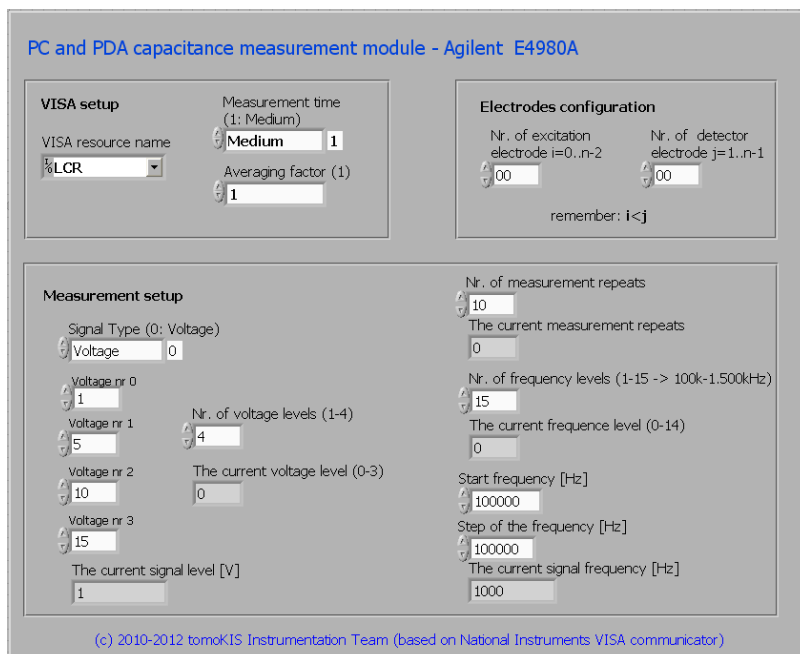 PC and PDA capacitance measurement module - Agilent E4980A
VISA setup
VISA resource name
LCR
Measurement time
(1: Medium)
Medium 1
Averaging factor (1)
1
Electrodes configuration
Nr. of excitation
electrode i=0..n-2
00
Nr. of detector
electrode j=1..n-1
00
remember: i<j
Measurement setup
Signal Type (0: Voltage)
Voltage 0
Voltage nr 0
1
Voltage nr 1
5
Voltage nr 2
10
Voltage nr 3
15
The current signal level [V]
1
Nr. of voltage levels (1-4)
4
The current voltage level (0-3)
0
Nr. of measurement repeats
10
The current measurement repeats
0
Nr. of frequency levels (1-15 -> 100k-1.500kHz)
15
The current frequence level (0-14)
0
Start frequency [Hz]
100000
Step of the frequency [Hz]
100000
The current signal frequency [Hz]
1000
(c) 2010-2012 tomoKIS Instrumentation Team (based on National Instruments VISA communicator)